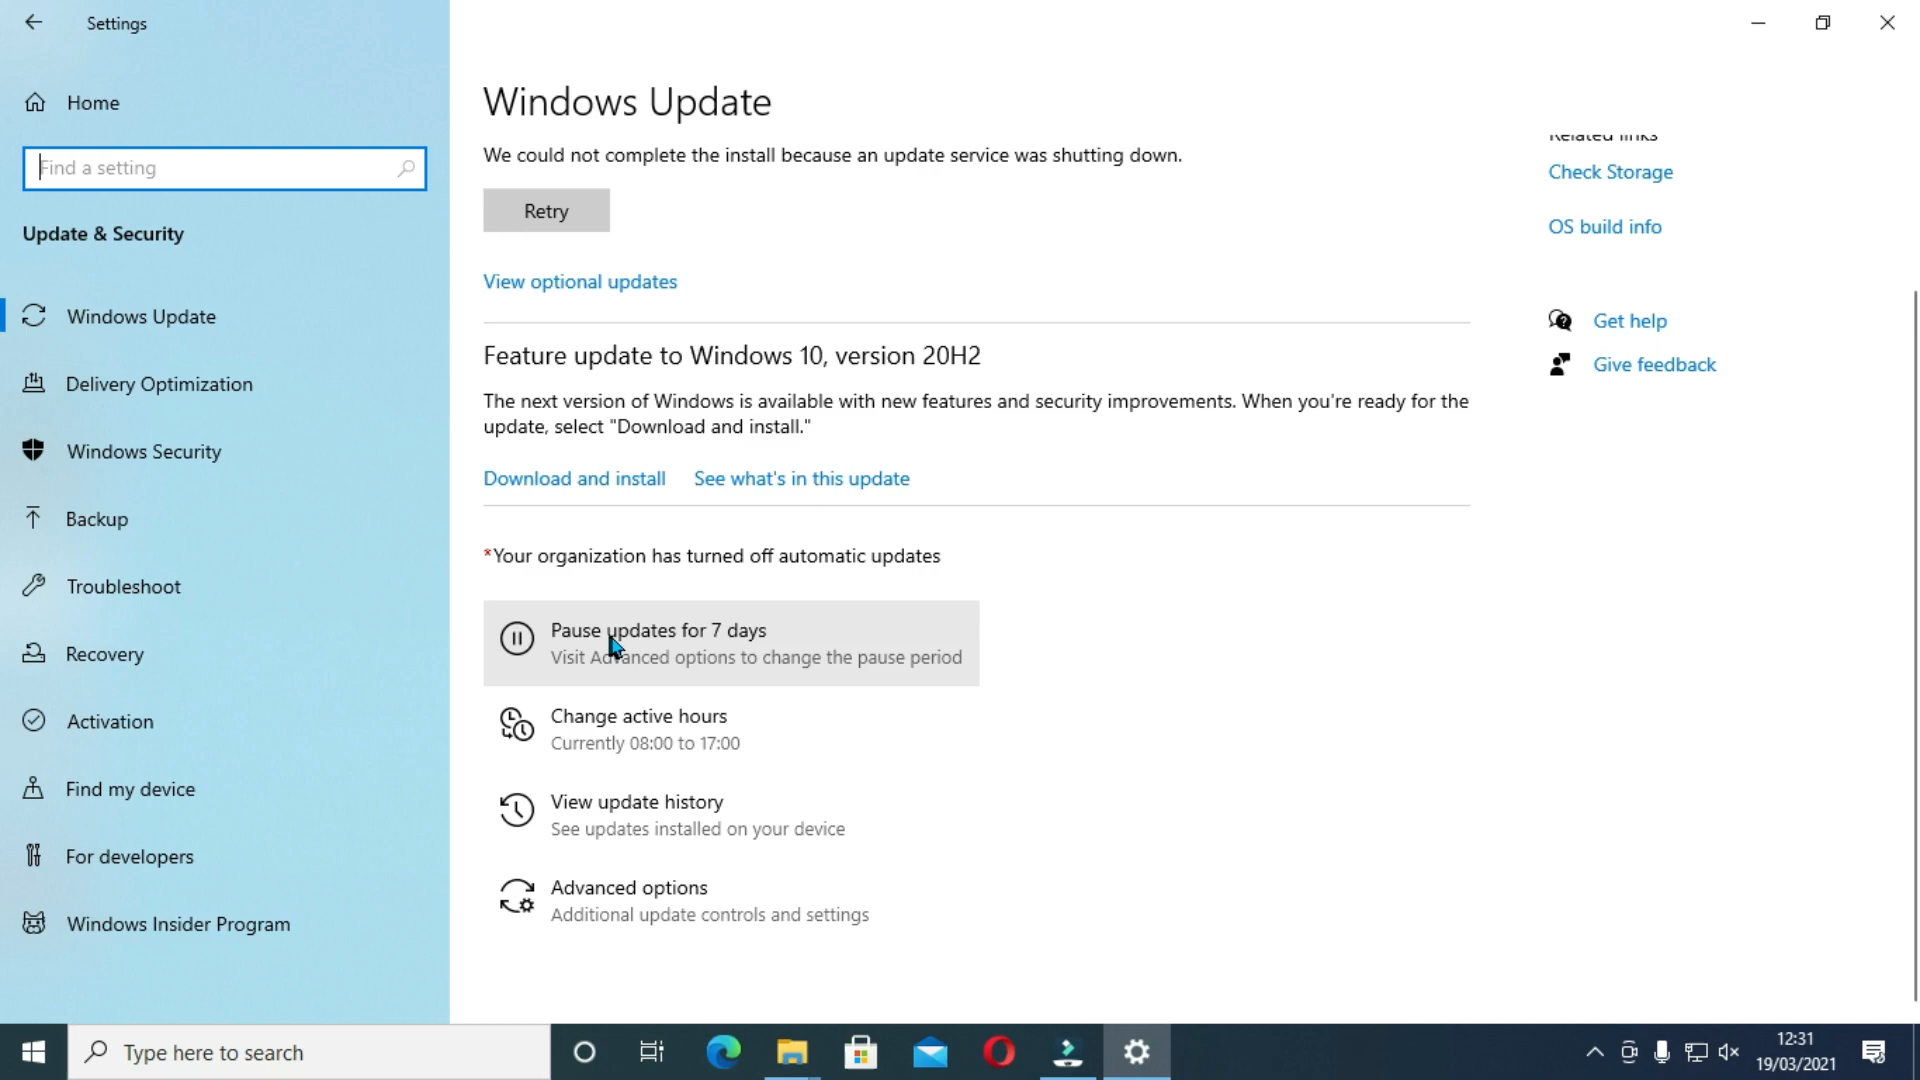 Settings
Home
Find a setting
Update & Security
Windows Update
Delivery Optimization
Windows Security
Backup
Troubleshoot
Recovery
Activation
Find my device
For developers
Windows Insider Program
Windows Update
We could not complete the install because an update service was shutting down.
Retry
View optional updates
Feature update to Windows 10, version 20H2
The next version of Windows is available with new features and security improvements. When you're ready for the
update, select "Download and install."
Download and install See what's in this update
*Your organization has turned off automatic updates
Pause updates for 7 days
Visit Advanced options to change the pause period
Change active hours
Currently 08:00 to 17:00
View update history
See updates installed on your device
Advanced options
Additional update controls and settings
Related links
Check Storage
OS build info
Get help
Give feedback
Type here to search
12:31
19/03/2021